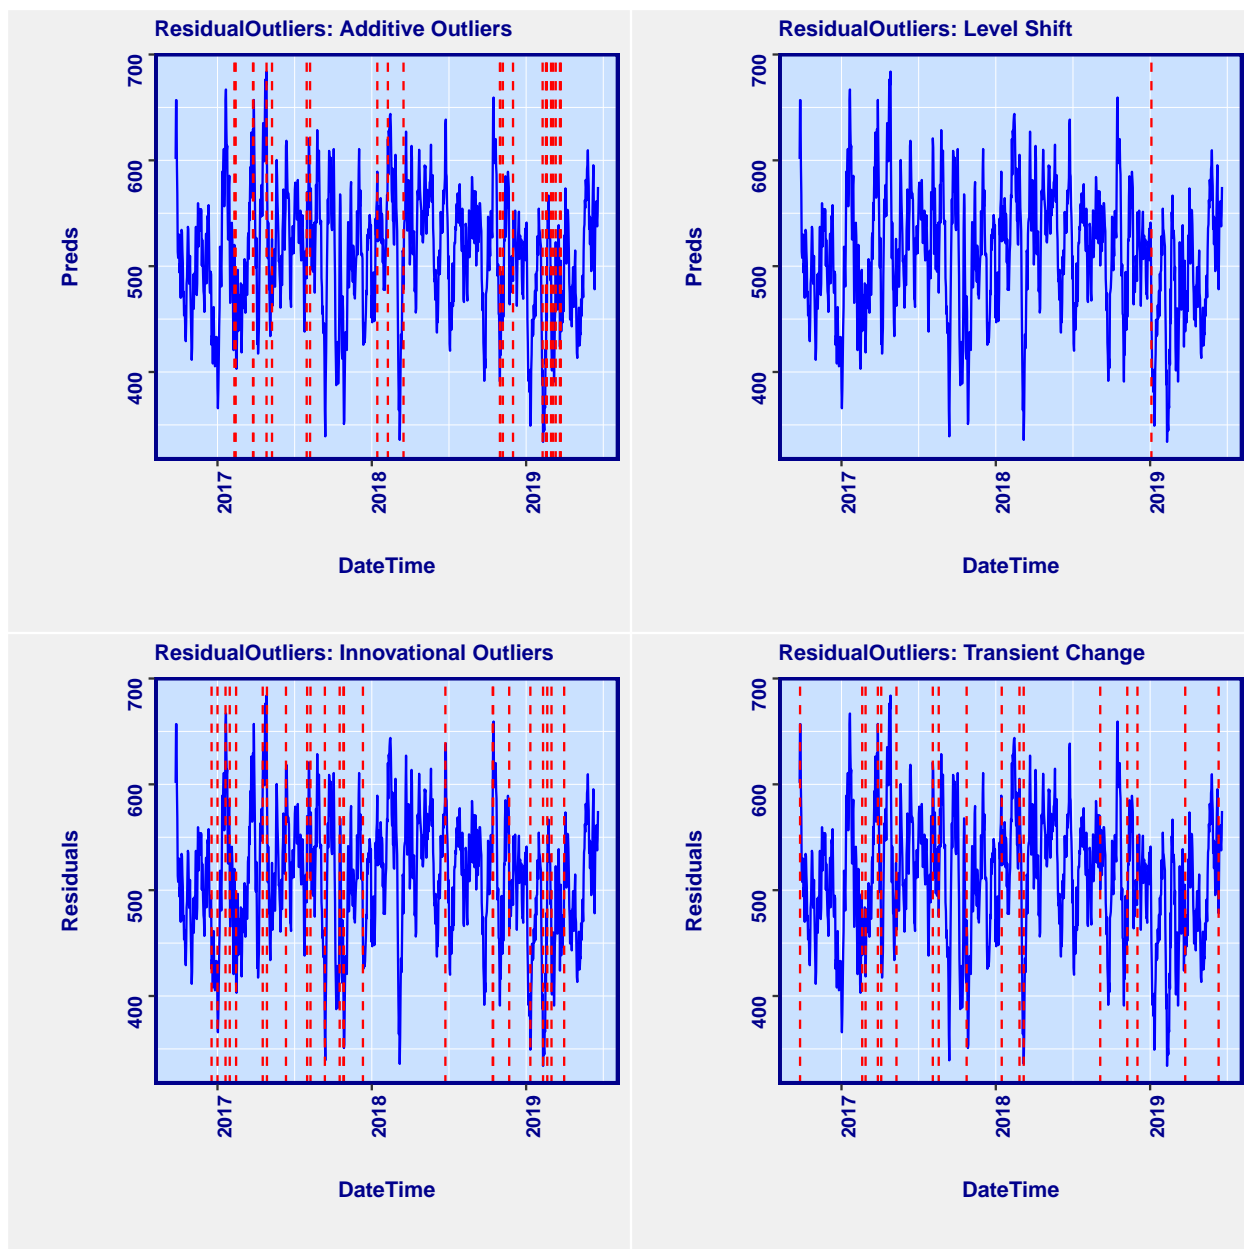 ResidualOutliers: Additive Outliers
700
600
500
400
Preds
2017
2018
2019
DateTime
ResidualOutliers: Level Shift
700
600
500
400
Preds
2017
2018
2019
DateTime
ResidualOutliers: Innovational Outliers
700
600
500
400
Residuals
2017
2018
2019
DateTime
ResidualOutliers: Transient Change
700
600
500
400
Residuals
2017
2018
2019
DateTime